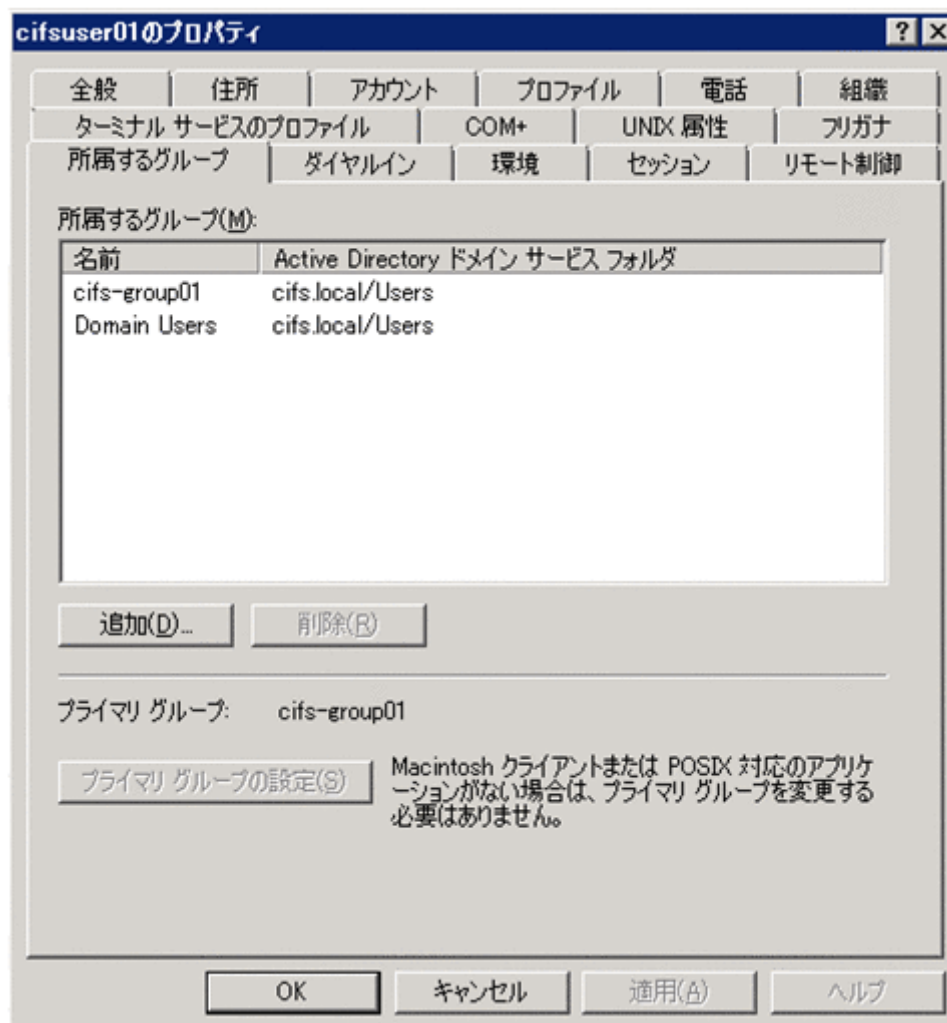 cifsuser01のプロパティ
全般 住所 アカウント プロファイル 電話 組織
ターミナル サービスのプロファイル COM+ UNIX 属性 フリガナ
所属するグループ ダイヤルイン 環境 セッション リモート制御
所属するグループ(M):
名前 Active Directory ドメイン サービス フォルダ
cifs-group01 cifs.local/Users
Domain Users cifs.local/Users
追加(D)... 削除(R)
プライマリ グループ: cifs-group01
プライマリ グループの設定(S)
Macintosh クライアントまたは POSIX 対応のアプリケ
ーションがない場合は、プライマリ グループを変更する
必要はありません。
OK キャンセル 適用(A) ヘルプ